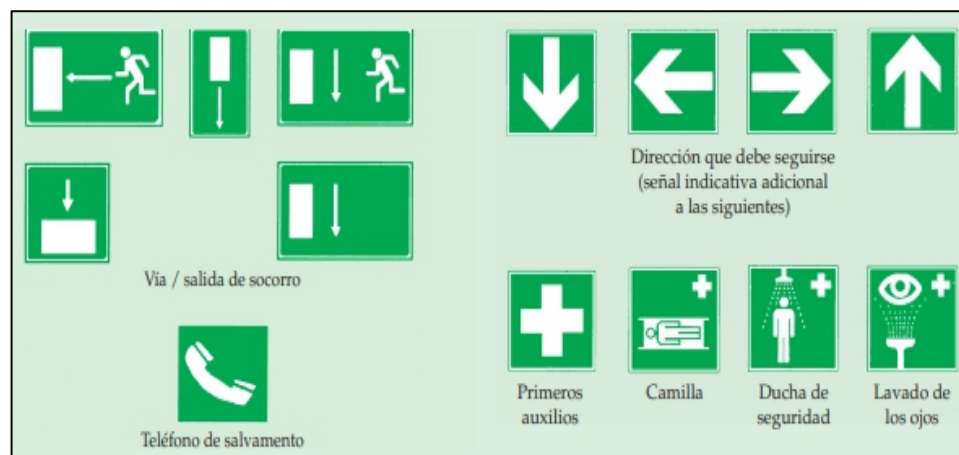 Vía / salida de socorro
Teléfono de salvamento
Dirección que debe seguirse
(señal indicativa adicional
a las siguientes)
Primeros
auxilios
Camilla
Ducha de
seguridad
Lavado de
los ojos